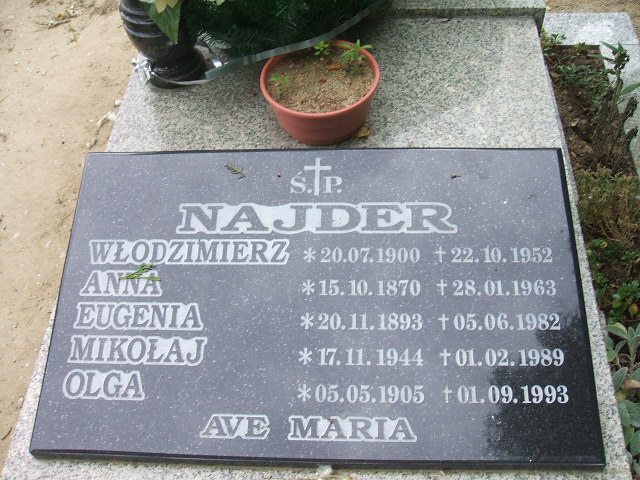 Ś.†P.
NAJDER
WŁODZIMIERZ *20.07.1900 †22.10.1952
ANNA *15.10.1870 †28.01.1963
EUGENIA *20.11.1893 †05.06.1982
MIKOŁAJ *17.11.1944 †01.02.1989
OLGA *05.05.1905 †01.09.1993
AVE MARIA